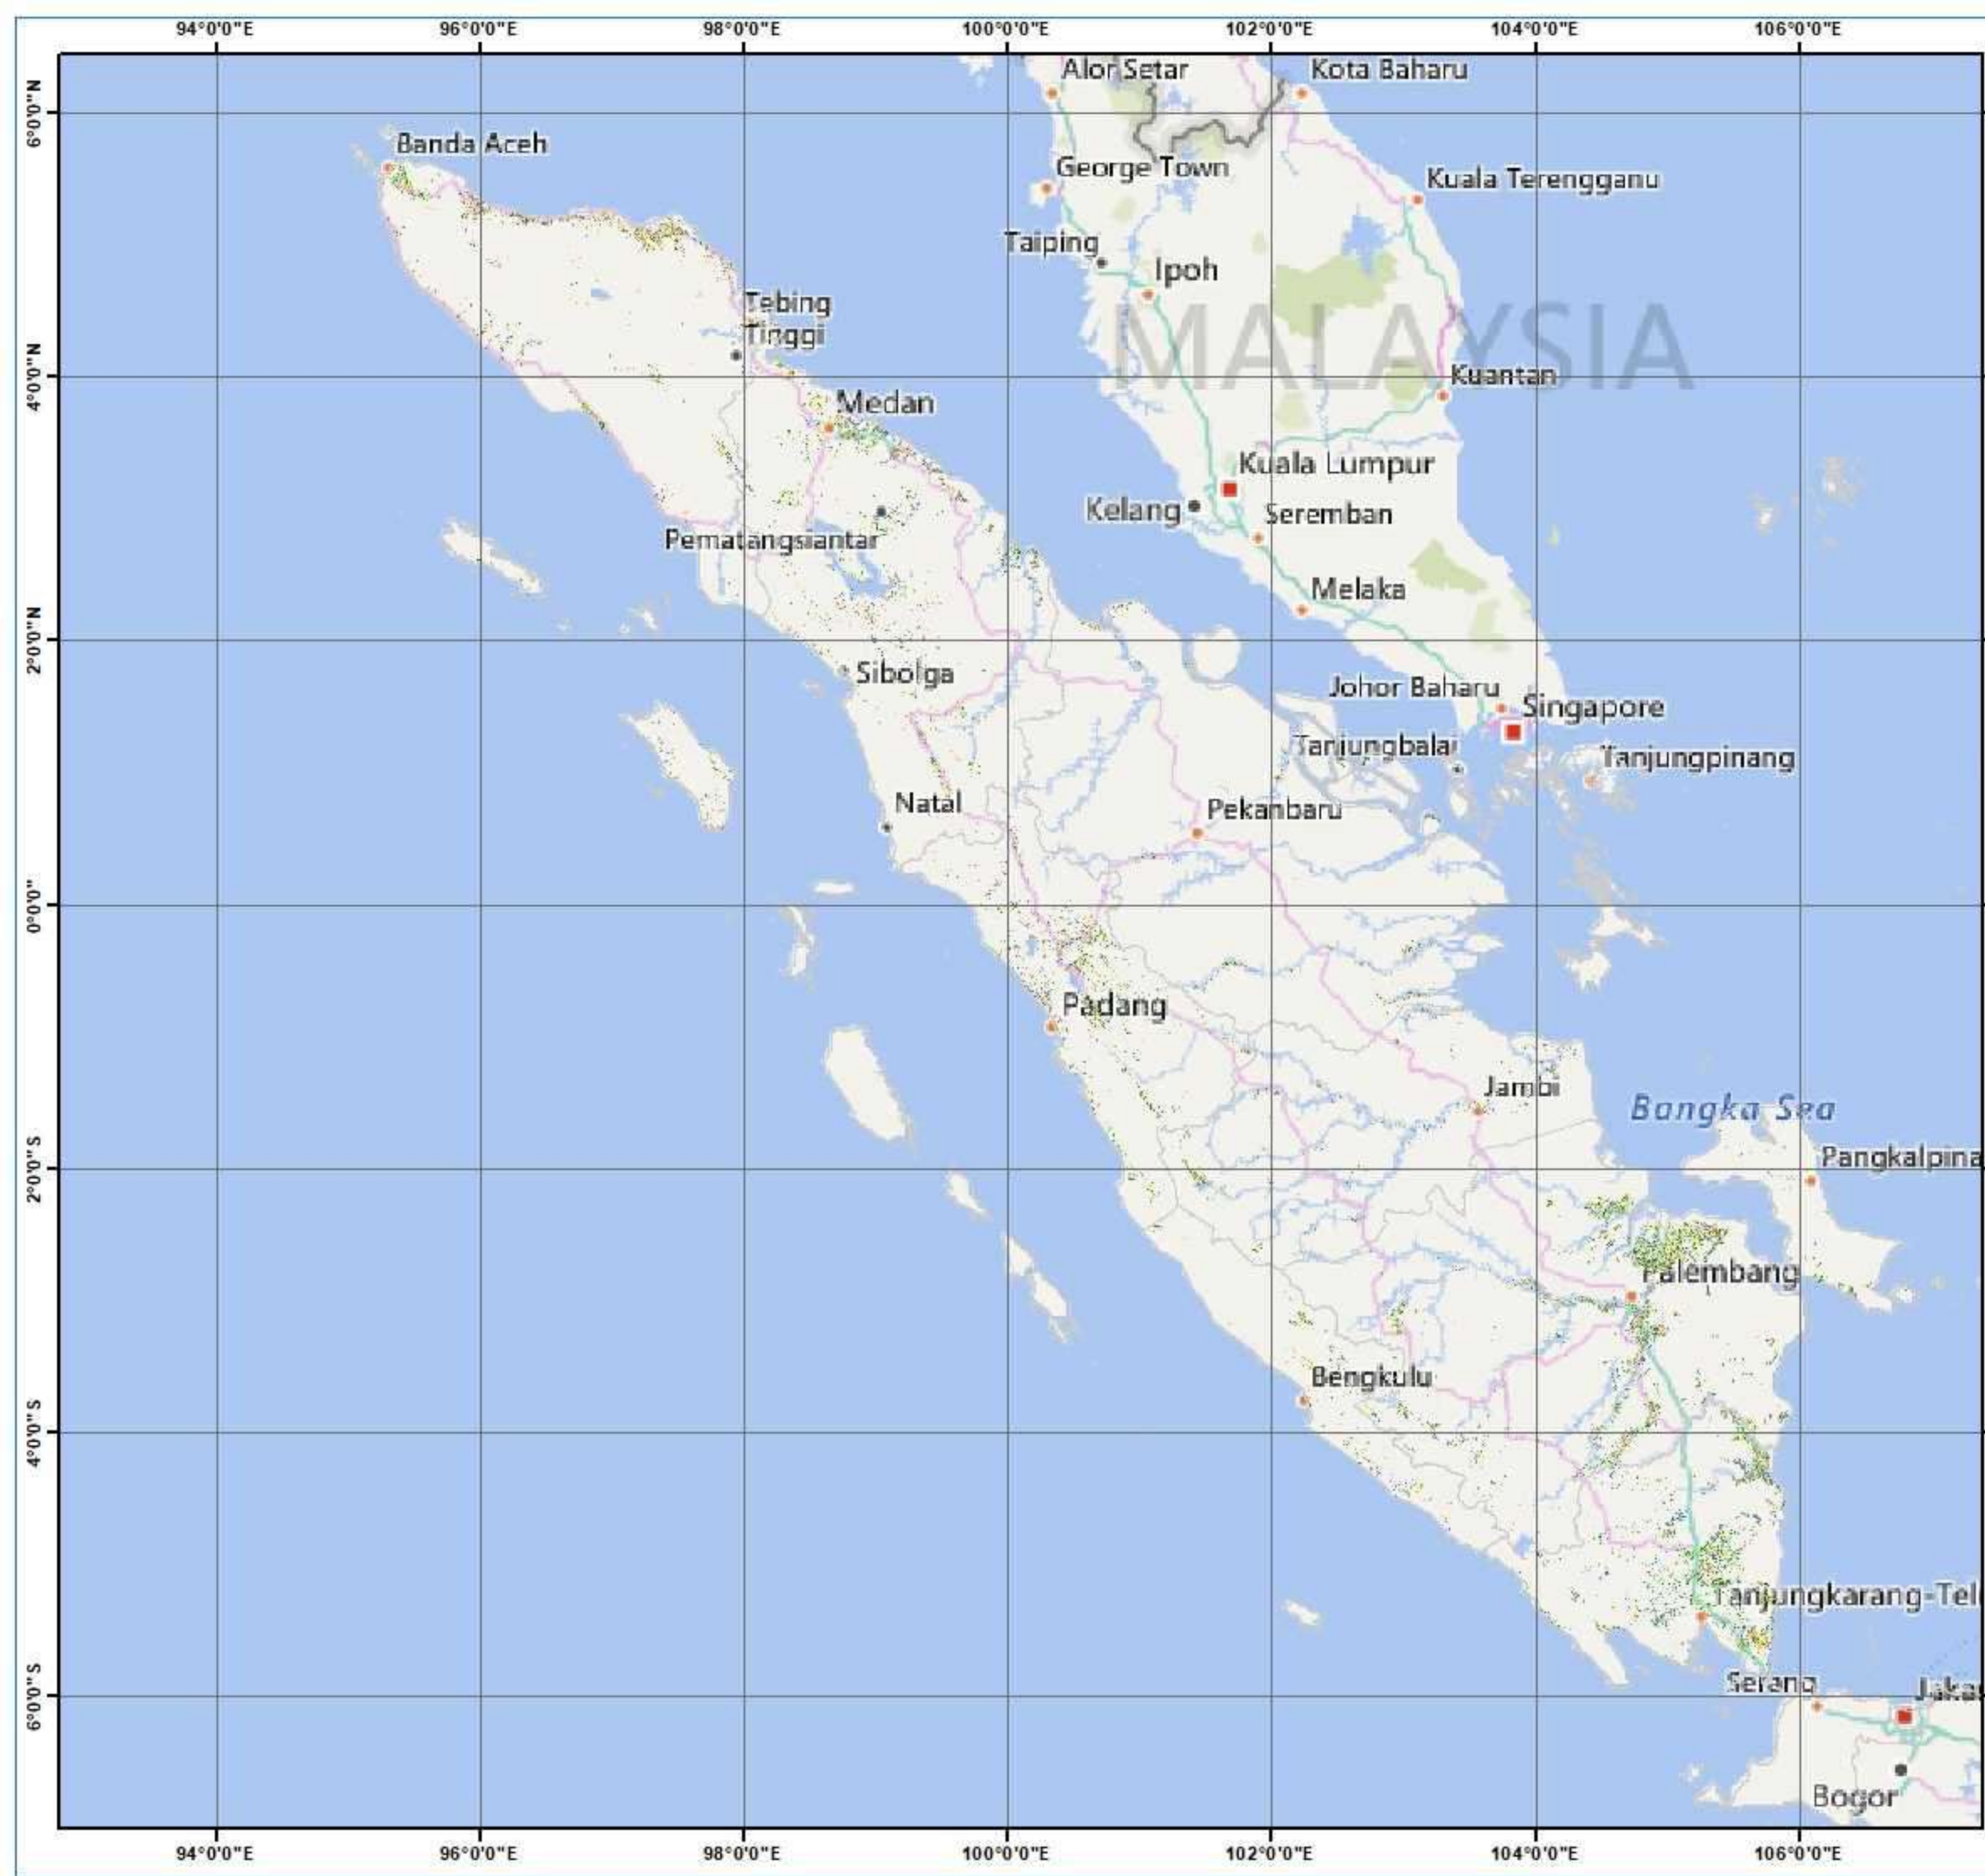 94°0'0"E 96°0'0"E 98°0'0"E 100°0'0"E 102°0'0"E 104°0'0"E 106°0'0"E
6°0'0"N
4°0'0"N
2°0'0"N
0°0'0"
2°0'0"S
4°0'0"S
6°0'0"S
Alor Setar
Kota Baharu
Banda Aceh
George Town
Kuala Terengganu
Taiping
Ipoh
Tebing
Tinggi
MALAYSIA
Kuantan
Medan
Kuala Lumpur
Kelang
Seremban
Pematangsiantar
Melaka
Sibolga
Johor Baharu
Singapore
Tanjungbalai
Tanjungpinang
Natal
Pekanbaru
Padang
Jambi
Bangka Sea
Pangkalpina
Palembang
Bengkulu
Tanjungkarang-Tel
Serang
Jaka
Bogor
94°0'0"E 96°0'0"E 98°0'0"E 100°0'0"E 102°0'0"E 104°0'0"E 106°0'0"E